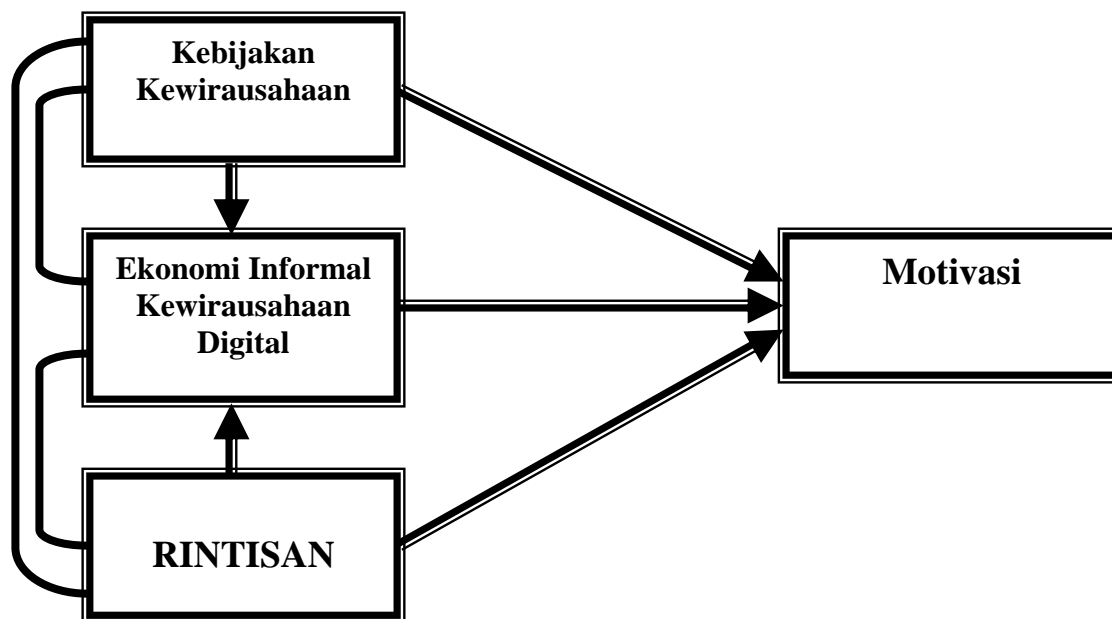 Kebijakan
Kewirausahaan
Ekonomi Informal
Kewirausahaan
Digital
Motivasi
RINTISAN